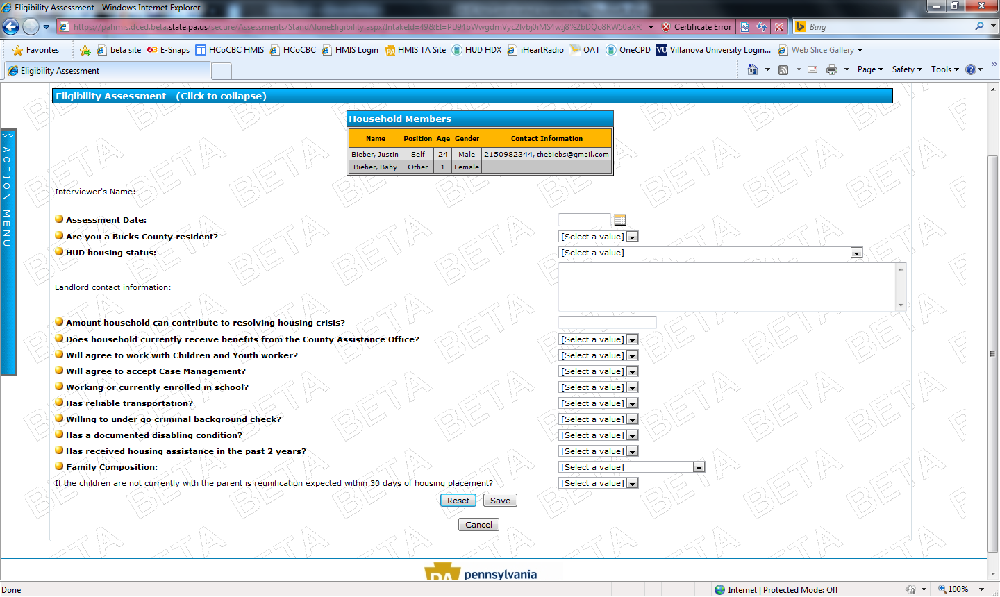 Eligibility Assessment - Windows Internet Explorer
https://pahmis.dced.beta.state.pa.us/secure/Assessments/StandAloneEligibility.aspx?IntakeId=49&EI= Certificate Error Bing
Favorites beta site E-Snaps HCoCBC HMIS HCoCBC HMIS Login HMIS TA Site HUD HDX iHeartRadio OAT OneCPD VU Villanova University Login... Web Slice Gallery
Eligibility Assessment Page Safety Tools
Eligibility Assessment (Click to collapse)
>> ACTION MENU
Household Members
Name Position Age Gender Contact Information
Bieber, Justin Self 24 Male 2150982344, thebiebs@gmail.com
Bieber, Baby Other 1 Female
Interviewer's Name:
Assessment Date:
Are you a Bucks County resident? [Select a value]
HUD housing status: [Select a value]
Landlord contact information:
Amount household can contribute to resolving housing crisis?
Does household currently receive benefits from the County Assistance Office? [Select a value]
Will agree to work with Children and Youth worker? [Select a value]
Will agree to accept Case Management? [Select a value]
Working or currently enrolled in school? [Select a value]
Has reliable transportation? [Select a value]
Willing to under go criminal background check? [Select a value]
Has a documented disabling condition? [Select a value]
Has received housing assistance in the past 2 years? [Select a value]
Family Composition: [Select a value]
If the children are not currently with the parent is reunification expected within 30 days of housing placement? [Select a value]
Reset Save
Cancel
BETA
PA pennsylvania
Done Internet | Protected Mode: Off 100%